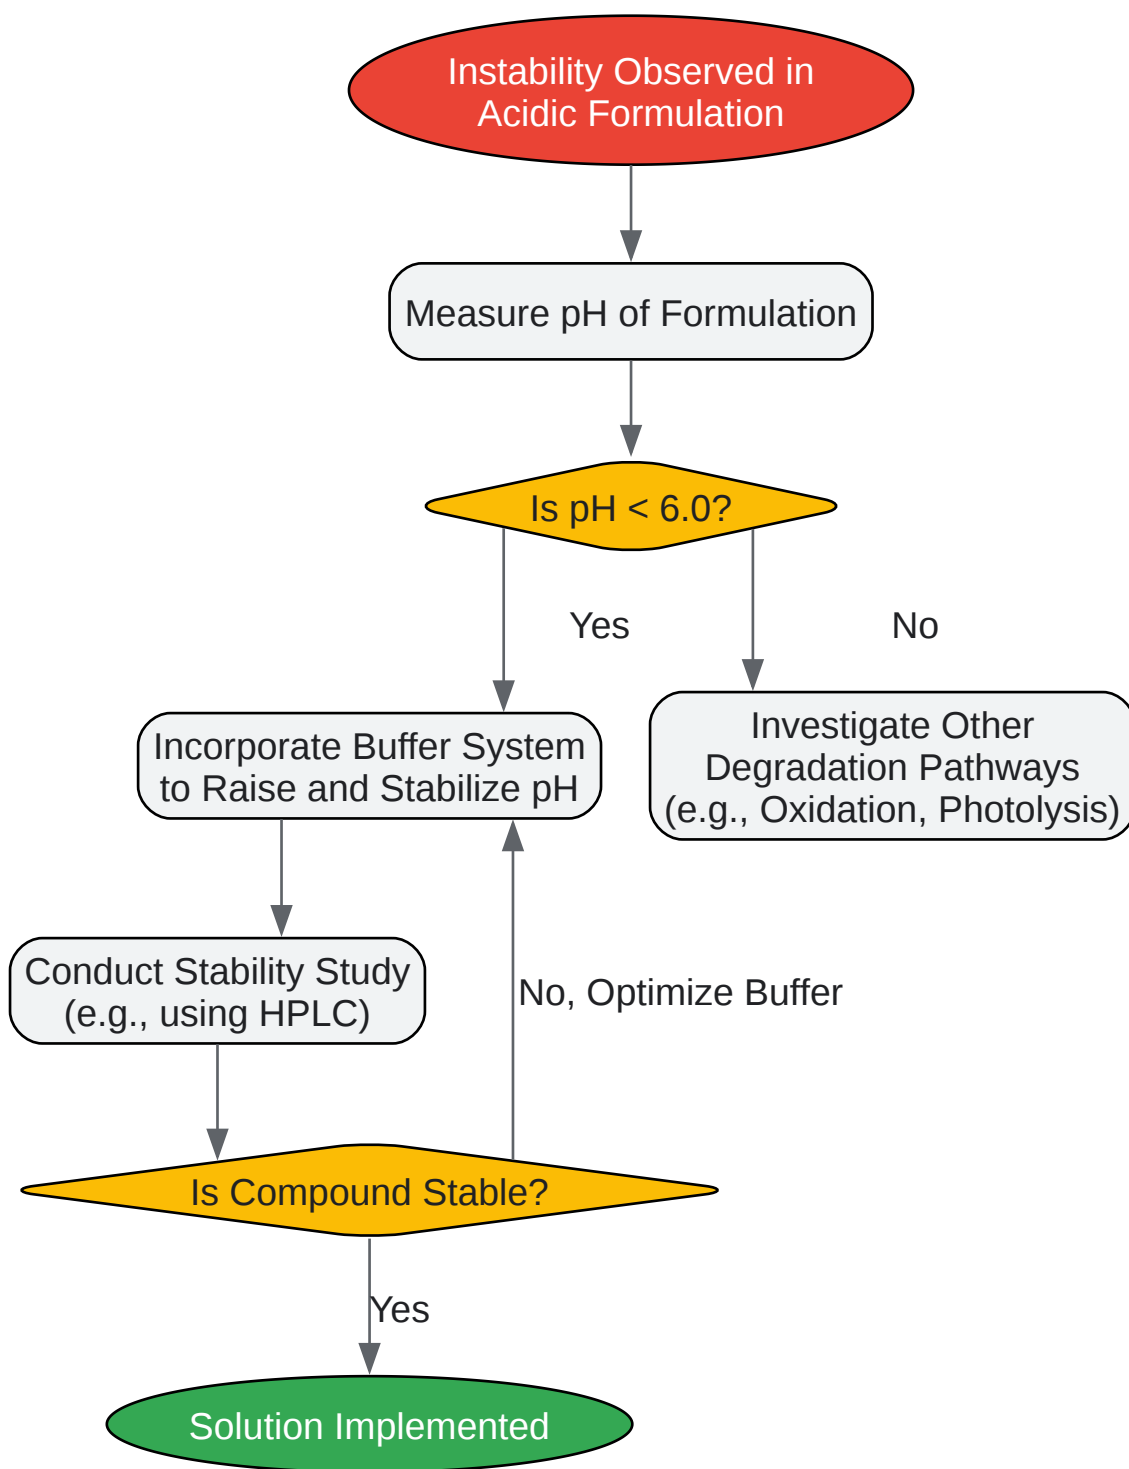 Instability Observed in
Acidic Formulation
Measure pH of Formulation
Is pH < 6.0?
Yes
No
Incorporate Buffer System
to Raise and Stabilize pH
Investigate Other
Degradation Pathways
(e.g., Oxidation, Photolysis)
Conduct Stability Study
(e.g., using HPLC)
No, Optimize Buffer
Is Compound Stable?
Yes
Solution Implemented